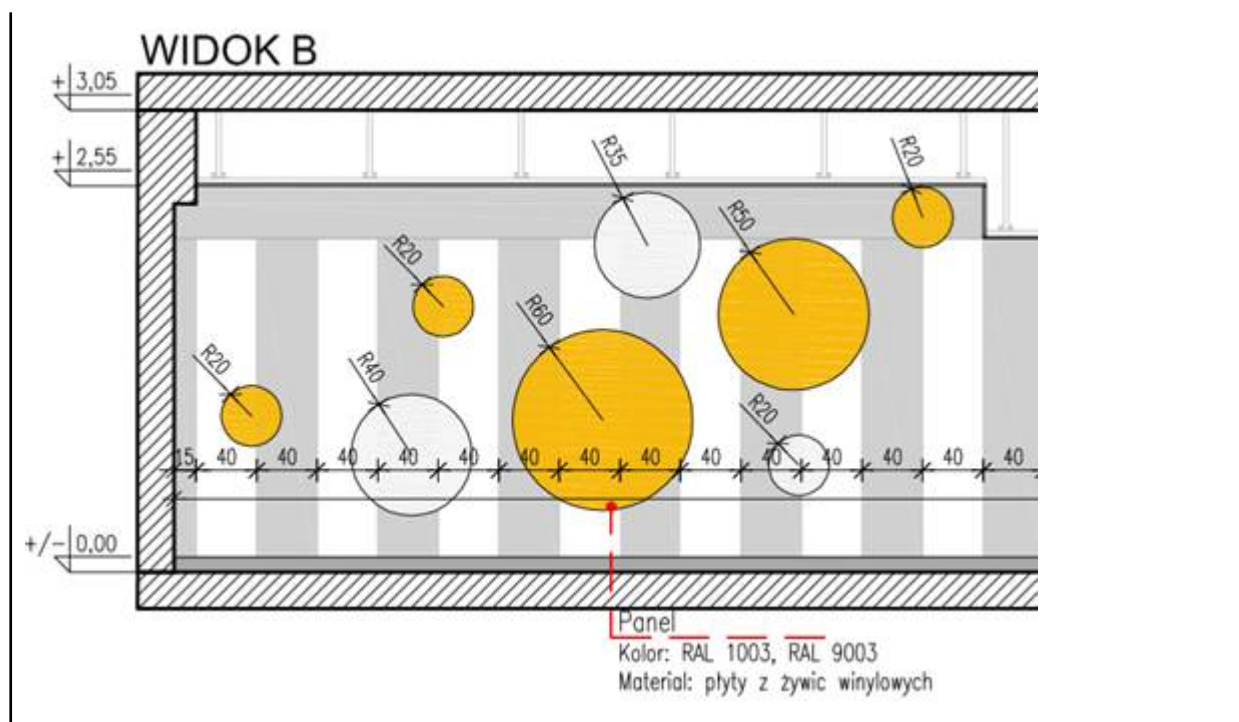 WIDOK B
+ 3,05
+ 2,55
R35
R20
R50
R20
R60
R20
R40
R20
15 40 40 40 40 40 40 40 40 40 40 40 40 40 40
+/- 0,00
Panel
Kolor: RAL 1003, RAL 9003
Material: płyty z żywic winylowych